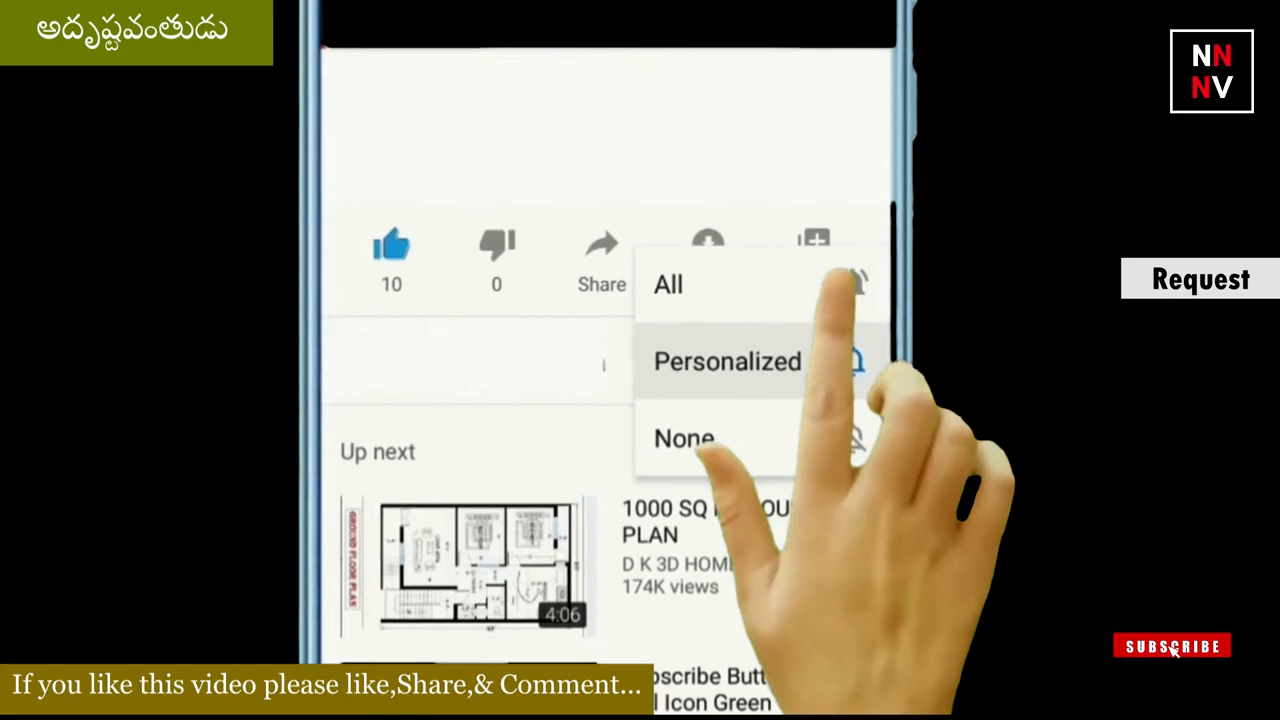 అదృష్టవంతుడు
NN
NV
10
0
Share
All
Request
Personalized
None
Up next
1000 SQ
PLAN
D K 3D HOM
174K views
GROUND FLOOR PLAN
4:06
SUBSCRIBE
If you like this video please like,Share,& Comment...
Icon Green